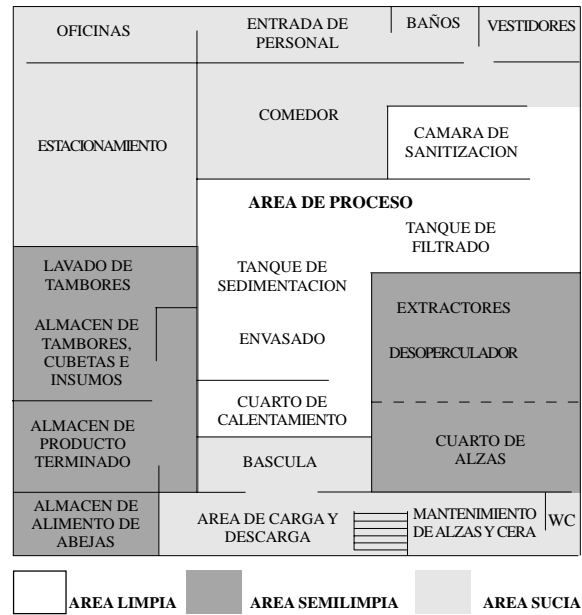 OFICINAS
ENTRADA DE
PERSONAL
BAÑOS
VESTIDORES
ESTACIONAMIENTO
COMEDOR
CAMARA DE
SANITIZACION
AREA DE PROCESO
TANQUE DE
FILTRADO
LAVADO DE
TAMBORES
TANQUE DE
SEDIMENTACION
EXTRACTORES
ALMACEN DE
TAMBORES,
CUBETAS E
INSUMOS
ENVASADO
DESOPERCULADOR
CUARTO DE
CALENTAMIENTO
ALMACEN DE
PRODUCTO
TERMINADO
BASCULA
CUARTO DE
ALZAS
ALMACEN DE
ALIMENTO DE
ABEJAS
AREA DE CARGA Y
DESCARGA
MANTENIMIENTO
DE ALZAS Y CERA
WC
AREA LIMPIA
AREA SEMILIMPIA
AREA SUCIA